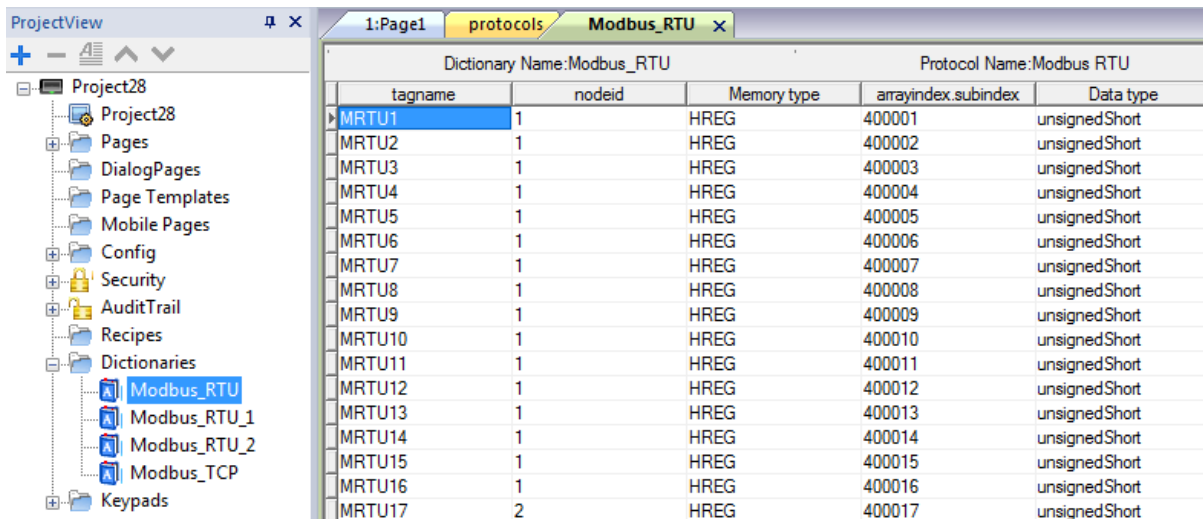 ProjectView
Project28
Project28
Pages
DialogPages
Page Templates
Mobile Pages
Config
Security
AuditTrail
Recipes
Dictionaries
Modbus_RTU
Modbus_RTU_1
Modbus_RTU_2
Modbus_TCP
Keypads
1:Page1 protocols Modbus_RTU
Dictionary Name:Modbus_RTU Protocol Name:Modbus RTU
tagname nodeid Memory type arrayindex.subindex Data type
MRTU1 1 HREG 400001 unsignedShort
MRTU2 1 HREG 400002 unsignedShort
MRTU3 1 HREG 400003 unsignedShort
MRTU4 1 HREG 400004 unsignedShort
MRTU5 1 HREG 400005 unsignedShort
MRTU6 1 HREG 400006 unsignedShort
MRTU7 1 HREG 400007 unsignedShort
MRTU8 1 HREG 400008 unsignedShort
MRTU9 1 HREG 400009 unsignedShort
MRTU10 1 HREG 400010 unsignedShort
MRTU11 1 HREG 400011 unsignedShort
MRTU12 1 HREG 400012 unsignedShort
MRTU13 1 HREG 400013 unsignedShort
MRTU14 1 HREG 400014 unsignedShort
MRTU15 1 HREG 400015 unsignedShort
MRTU16 1 HREG 400016 unsignedShort
MRTU17 2 HREG 400017 unsignedShort